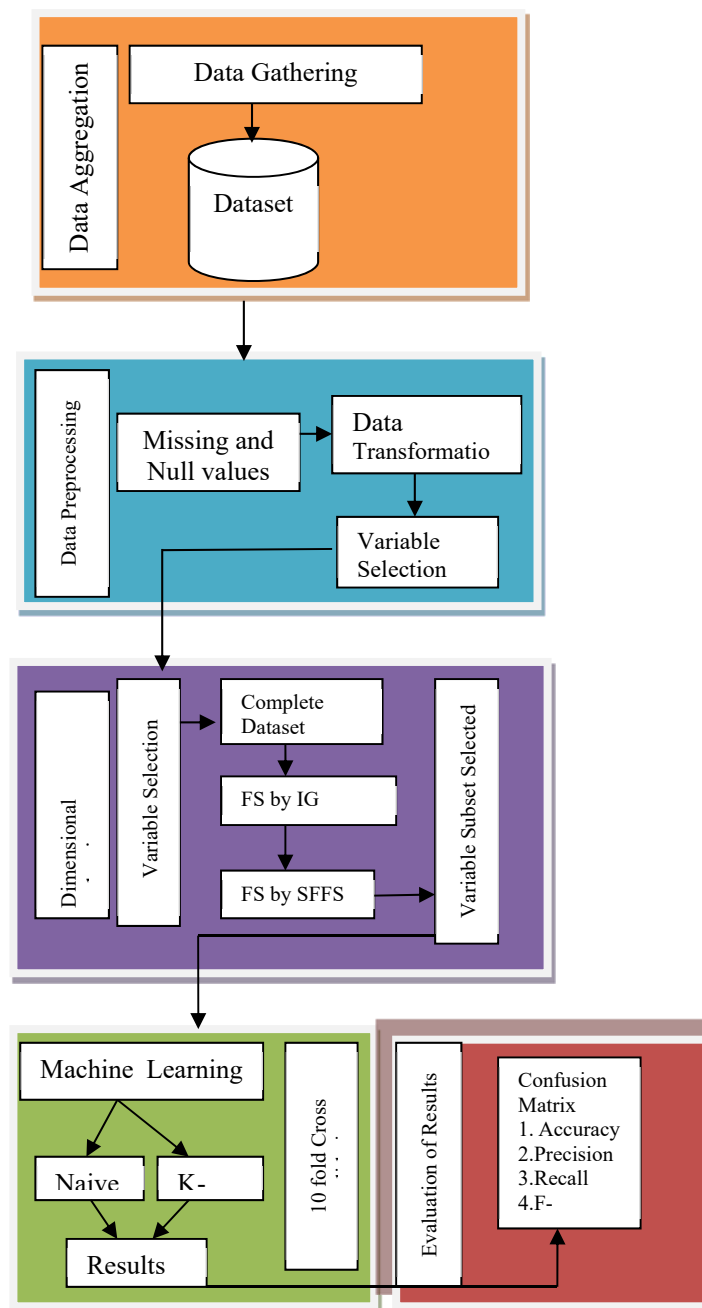 Data Aggregation
Data Gathering
Dataset
Data Preprocessing
Missing and
Null values
Data
Transformatio
Variable
Selection
Dimensional
Variable Selection
Complete
Dataset
FS by IG
FS by SFFS
Variable Subset Selected
Machine Learning
Naive
K-
Results
10 fold Cross
Evaluation of Results
Confusion
Matrix
1. Accuracy
2.Precision
3.Recall
4.F-